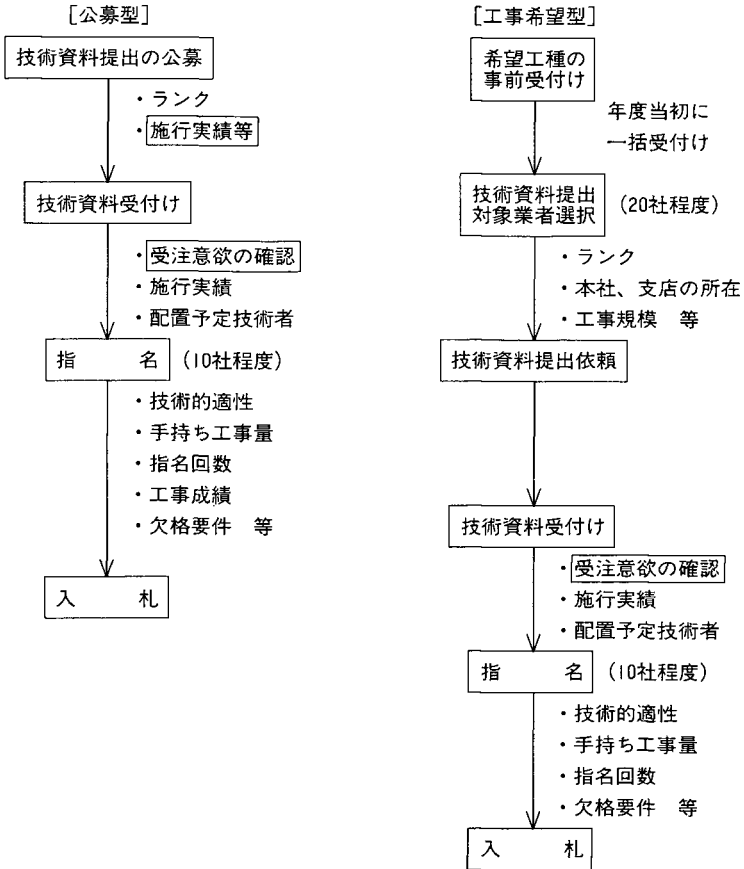 [公募型]
技術資料提出の公募
・ランク
・施行実績等
技術資料受付け
・受注意欲の確認
・施行実績
・配置予定技術者
指　名 (10社程度)
・技術的適性
・手持ち工事量
・指名回数
・工事成績
・欠格要件　等
入　札
[工事希望型]
希望工種の
事前受付け
年度当初に
一括受付け
技術資料提出
対象業者選択 (20社程度)
・ランク
・本社、支店の所在
・工事規模　等
技術資料提出依頼
技術資料受付け
・受注意欲の確認
・施行実績
・配置予定技術者
指　名 (10社程度)
・技術的適性
・手持ち工事量
・指名回数
・欠格要件　等
入　札